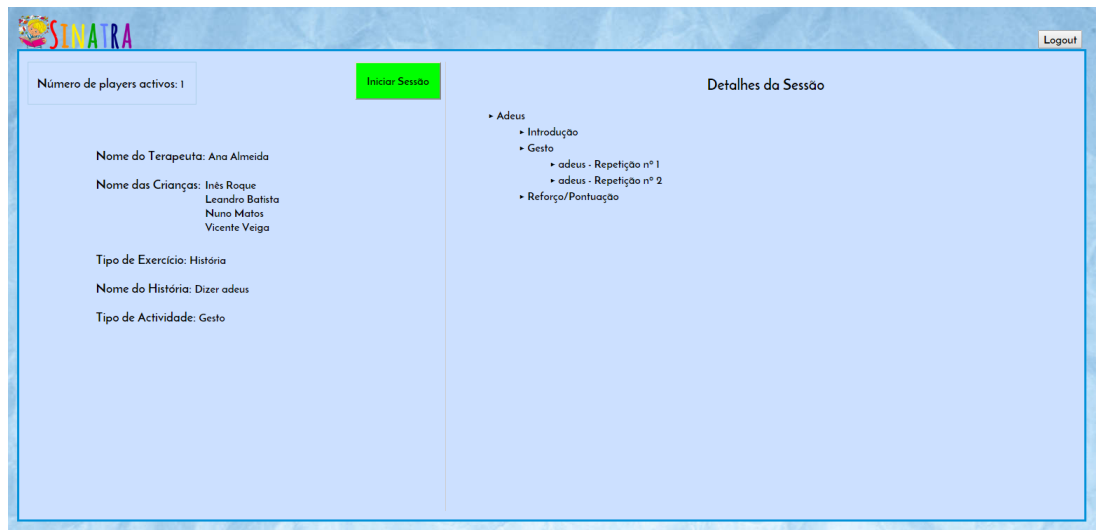 SINATRA
Logout
Número de players activos: 1
Iniciar Sessão
Nome do Terapeuta: Ana Almeida
Nome das Crianças: Inês Roque
Leandro Batista
Nuno Matos
Vicente Veiga
Tipo de Exercício: História
Nome do História: Dizer adeus
Tipo de Actividade: Gesto
Detalhes da Sessão
▸ Adeus
▸ Introdução
▸ Gesto
▸ adeus - Repetição nº 1
▸ adeus - Repetição nº 2
▸ Reforço/Pontuação